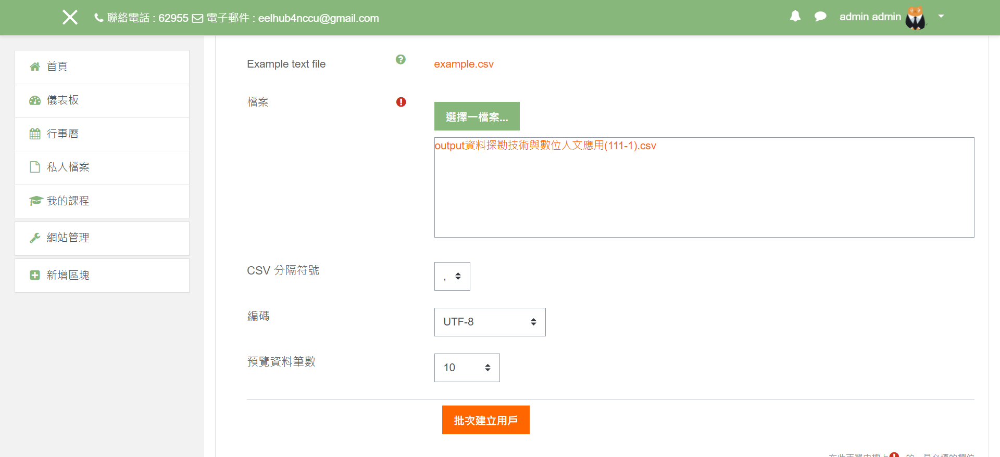 聯絡電話 : 62955 電子郵件 : eelhub4nccu@gmail.com
admin admin
首頁
儀表板
行事曆
私人檔案
我的課程
網站管理
新增區塊
Example text file
example.csv
檔案
選擇一檔案...
output資料探勘技術與數位人文應用(111-1).csv
CSV 分隔符號
,
編碼
UTF-8
預覽資料筆數
10
批次建立用戶